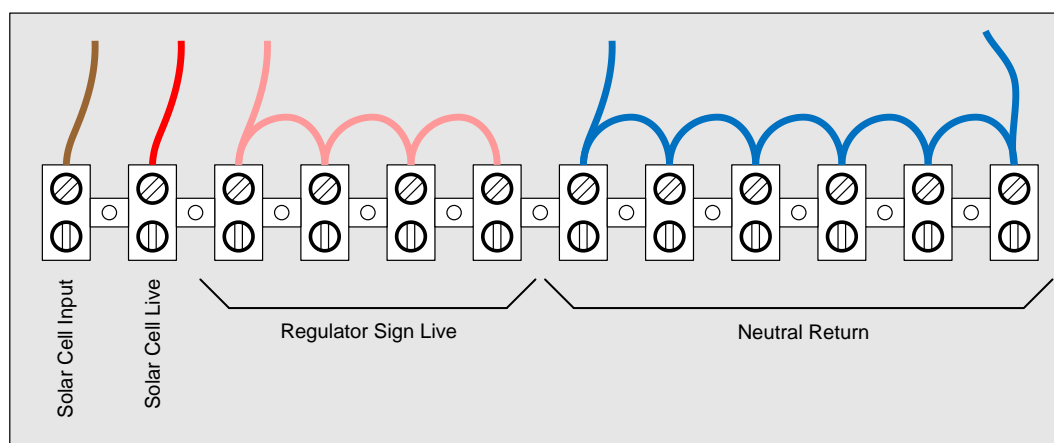 Solar Cell Input
Solar Cell Live
Regulator Sign Live
Neutral Return